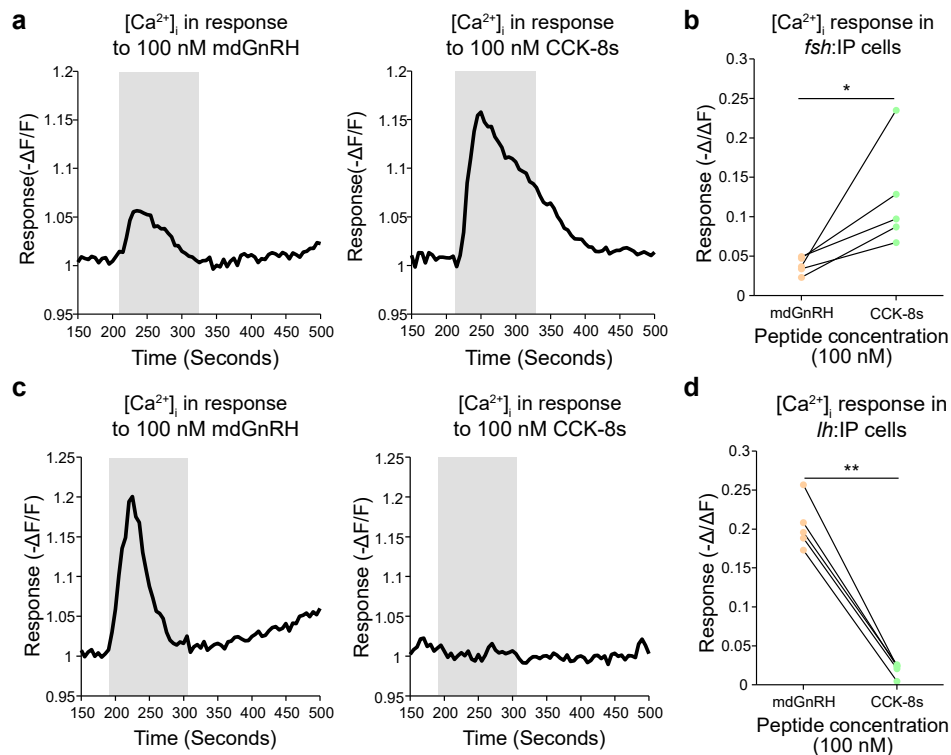 a
[Ca²⁺]ᵢ in response
to 100 nM mdGnRH
Response(-ΔF/F)
1.2
1.15
1.1
1.05
1
0.95
150 200 250 300 350 400 450 500
Time (Seconds)
[Ca²⁺]ᵢ in response
to 100 nM CCK-8s
Response(-ΔF/F)
1.2
1.15
1.1
1.05
1
0.95
150 200 250 300 350 400 450 500
Time (Seconds)
b
[Ca²⁺]ᵢ response in
fsh:IP cells
*
Response (-Δ/ΔF)
0.3
0.25
0.2
0.15
0.1
0.05
0
mdGnRH CCK-8s
Peptide concentration
(100 nM)
c
[Ca²⁺]ᵢ in response
to 100 nM mdGnRH
Response (-ΔF/F)
1.25
1.2
1.15
1.1
1.05
1
0.95
150 200 250 300 350 400 450 500
Time (Seconds)
[Ca²⁺]ᵢ in response
to 100 nM CCK-8s
Response (-ΔF/F)
1.25
1.20
1.15
1.1
1.05
1
0.95
150 200 250 300 350 400 450 500
Time (Seconds)
d
[Ca²⁺]ᵢ response in
lh:IP cells
**
Response (-Δ/ΔF)
0.3
0.25
0.2
0.15
0.1
0.05
0
mdGnRH CCK-8s
Peptide concentration
(100 nM)